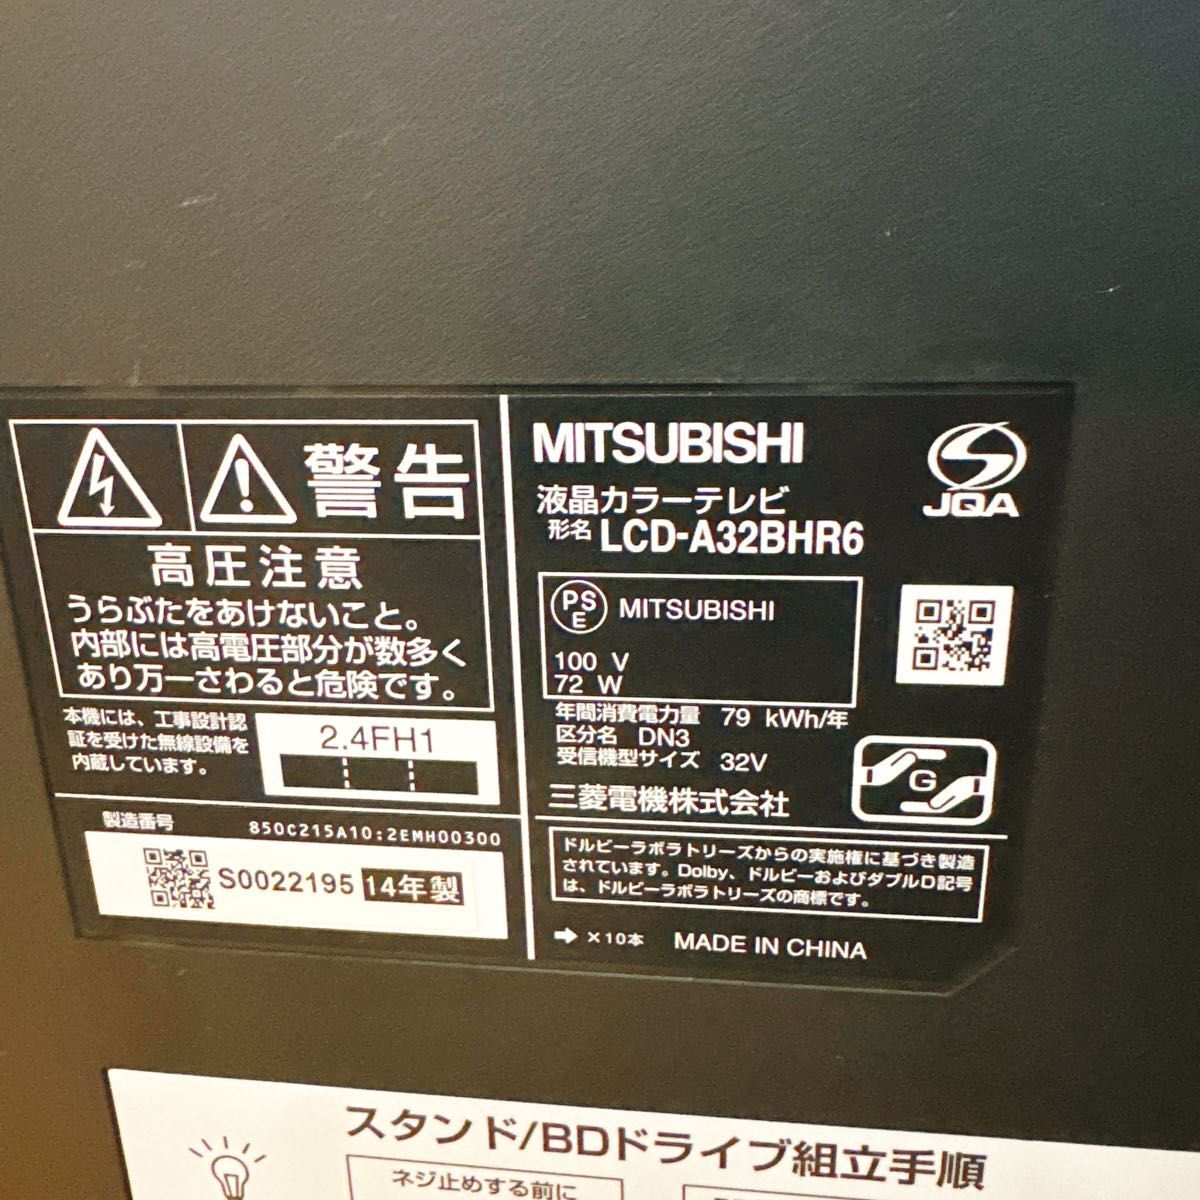 警告
高圧注意
うらぶたをあけないこと。
内部には高電圧部分が数多く
あり万一さわると危険です。
本機には、工事設計認
証を受けた無線設備を
内蔵しています。
2.4FH1
製造番号
850C215A10:2EMH00300
S0022195 14年製
MITSUBISHI
液晶カラーテレビ
形名 LCD-A32BHR6
JQA
PSE MITSUBISHI
100 V
72 W
年間消費電力量 79 kWh/年
区分名 DN3
受信機型サイズ 32V
G
三菱電機株式会社
ドルビーラボラトリーズからの実施権に基づき製造
されています。Dolby、ドルビーおよびダブルD記号
は、ドルビーラボラトリーズの商標です。
➡ ×10本 MADE IN CHINA
スタンド/BDドライブ組立手順
ネジ止めする前に